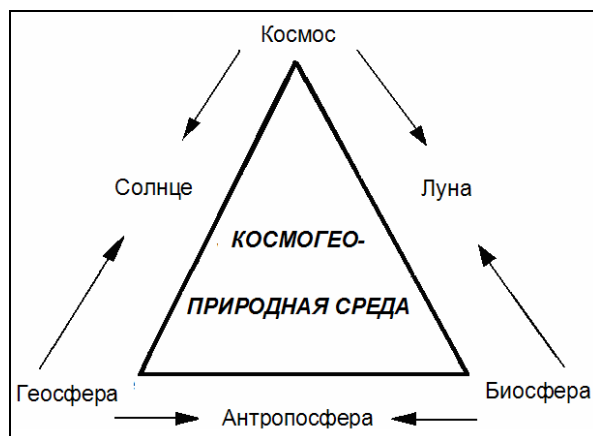 Космос
Солнце
Луна
КОСМОГЕО-
ПРИРОДНАЯ СРЕДА
Геосфера
Биосфера
Антропосфера